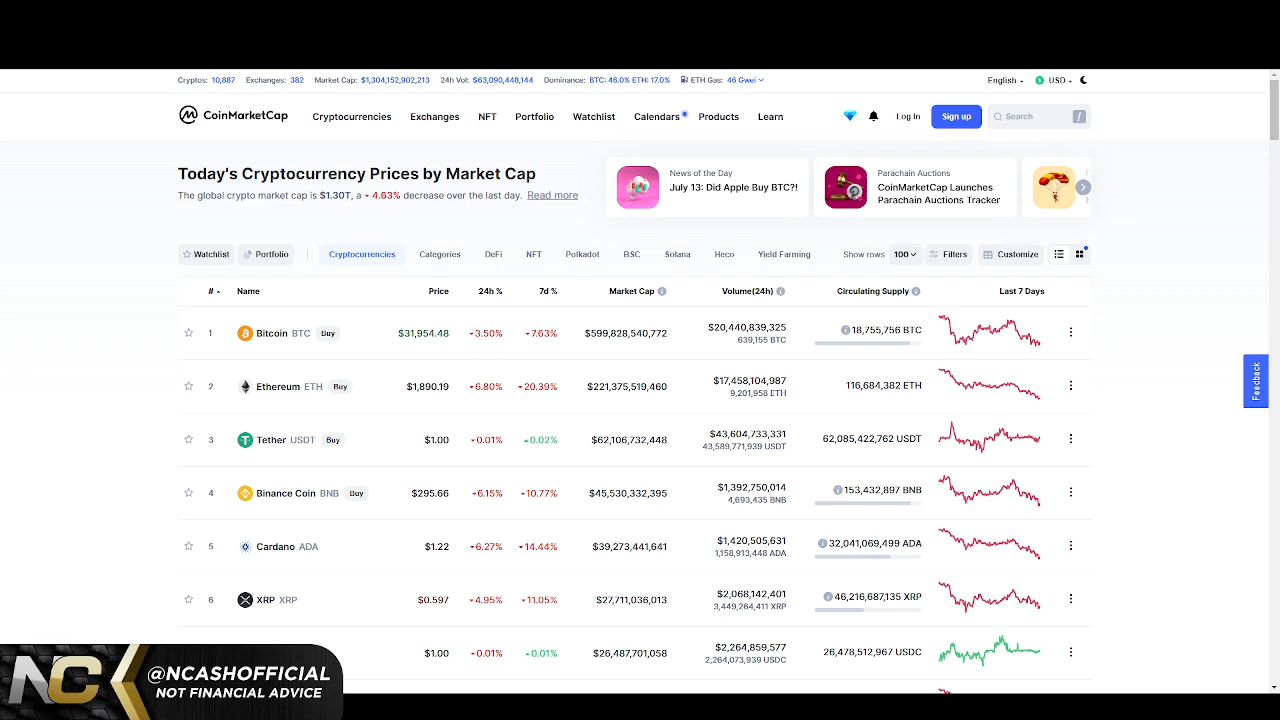 Cryptos: 10,887 Exchanges: 382 Market Cap: $1,304,152,902,213 24h Vol: $63,090,448,144 Dominance: BTC: 46.0% ETH: 17.0% ETH Gas: 46 Gwei English USD
CoinMarketCap Cryptocurrencies Exchanges NFT Portfolio Watchlist Calendars Products Learn Log In Sign up Search /
Today's Cryptocurrency Prices by Market Cap
The global crypto market cap is $1.30T, a 4.63% decrease over the last day. Read more
News of the Day
July 13: Did Apple Buy BTC?!
Parachain Auctions
CoinMarketCap Launches
Parachain Auctions Tracker
Watchlist Portfolio Cryptocurrencies Categories DeFi NFT Polkadot BSC Solana Heco Yield Farming Show rows 100 Filters Customize
# Name Price 24h % 7d % Market Cap Volume(24h) Circulating Supply Last 7 Days
1 Bitcoin BTC Buy $31,954.48 3.50% 7.63% $599,828,540,772 $20,440,839,325 18,755,756 BTC
639,155 BTC
2 Ethereum ETH Buy $1,890.19 6.80% 20.39% $221,375,519,460 $17,458,104,987 116,684,382 ETH
9,201,958 ETH
3 Tether USDT Buy $1.00 0.01% 0.02% $62,106,732,448 $43,604,733,331 62,085,422,762 USDT
43,589,771,939 USDT
4 Binance Coin BNB Buy $295.66 6.15% 10.77% $45,530,332,395 $1,392,750,014 153,432,897 BNB
4,693,435 BNB
5 Cardano ADA $1.22 6.27% 14.44% $39,273,441,641 $1,420,505,631 32,041,069,499 ADA
1,158,913,448 ADA
6 XRP XRP $0.597 4.95% 11.05% $27,711,036,013 $2,068,142,401 46,216,687,135 XRP
3,449,264,411 XRP
$1.00 0.01% 0.01% $26,487,701,058 $2,264,859,577 26,478,512,967 USDC
2,264,073,939 USDC
Feedback
NC
@NCASHOFFICIAL
NOT FINANCIAL ADVICE